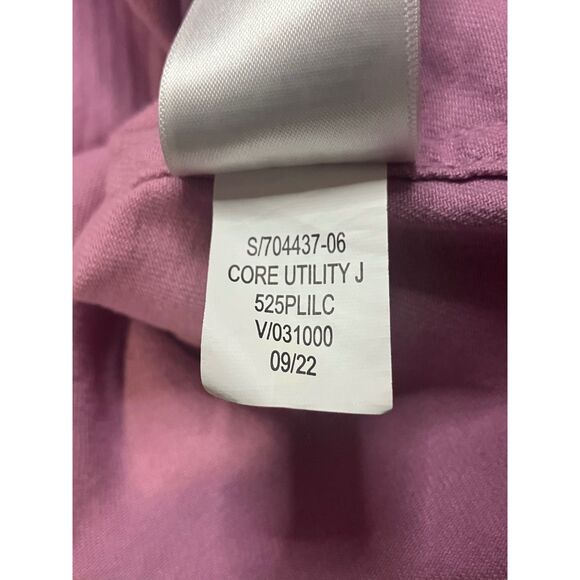 S/704437-06
CORE UTILITY J
525PLILC
V/031000
09/22